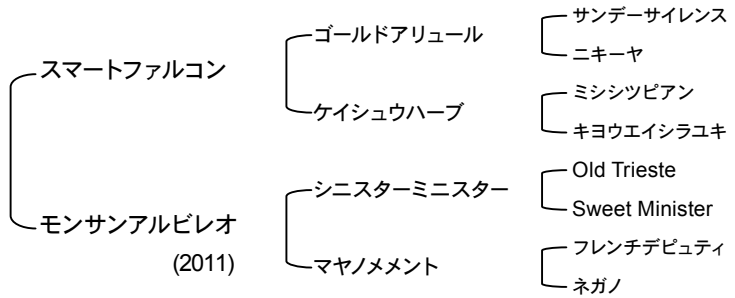 スマートファルコン
モンサンアルビレオ
(2011)
ゴールドアリュール
ケイシュウハーブ
シニスターミニスター
マヤノメメント
サンデーサイレンス
ニキーヤ
ミシシツピアン
キヨウエイシラユキ
Old Trieste
Sweet Minister
フレンチデピュティ
ネガノ